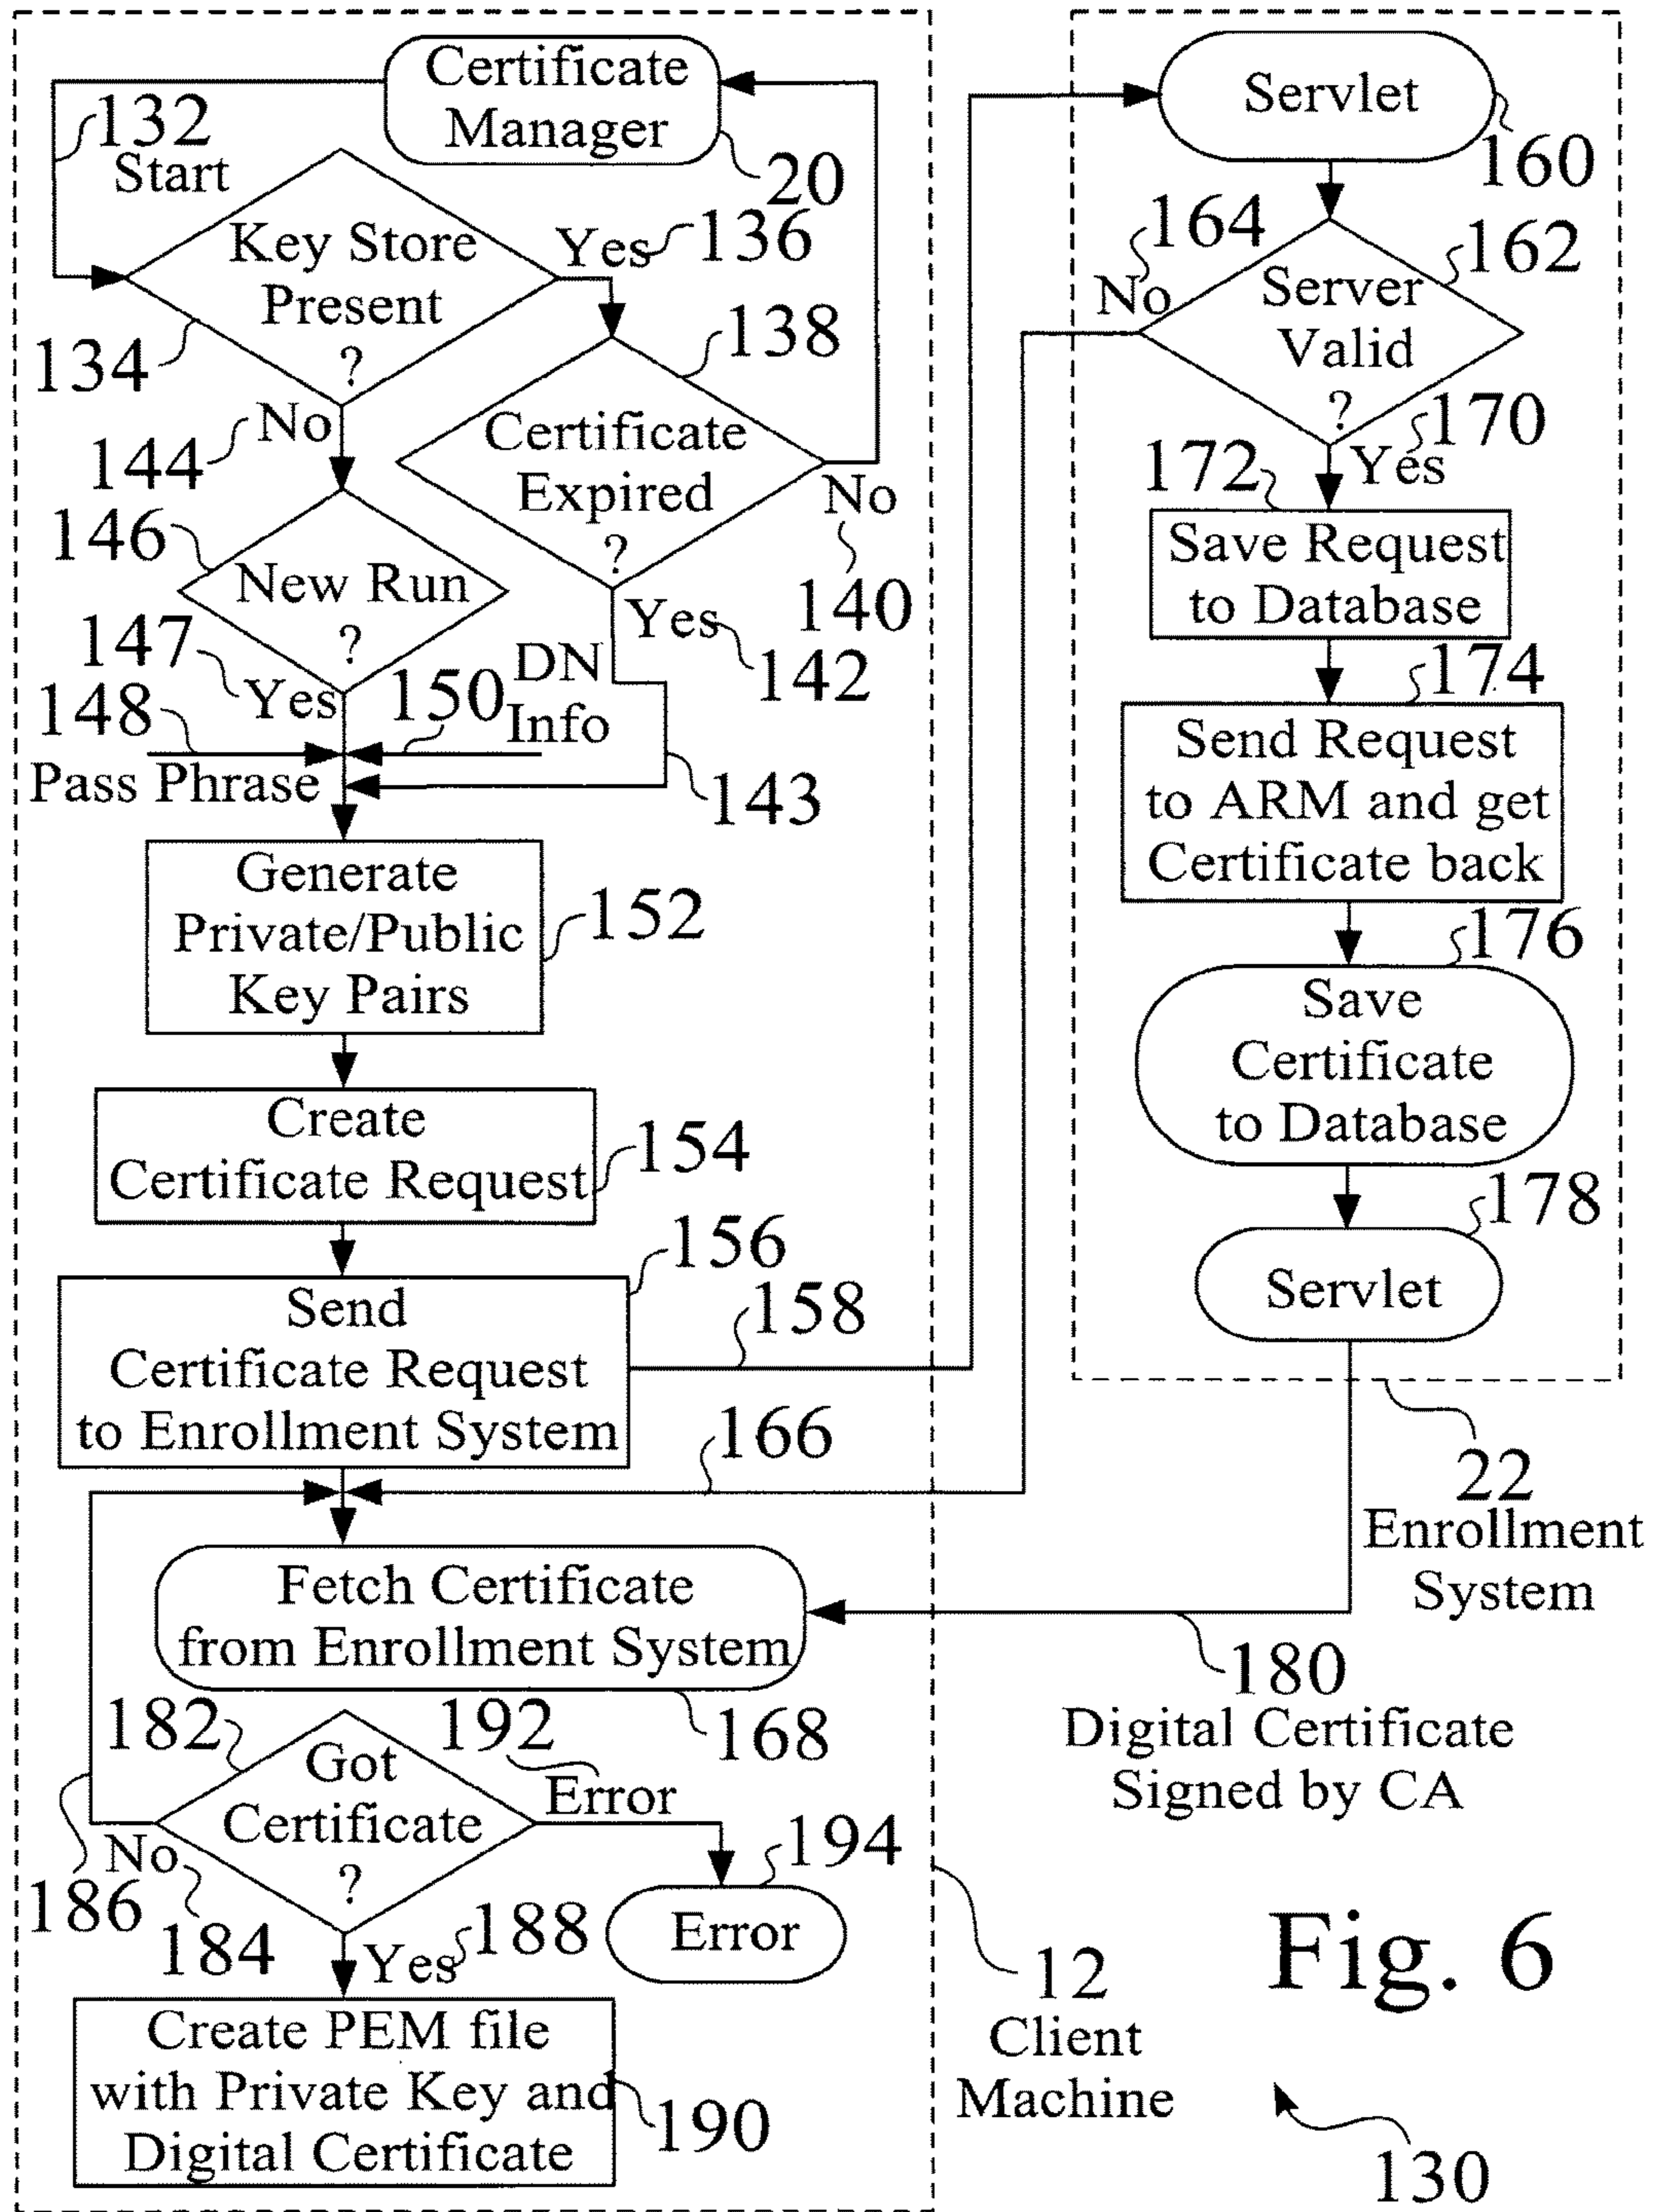 Certificate
Manager
20
132
Start
Key Store
Present
?
134
Yes
136
138
Certificate
Expired
?
No
140
Yes
142
143
No
144
146
New Run
?
147
Yes
148
Pass Phrase
150
DN
Info
Generate
Private/Public
Key Pairs
152
Create
Certificate Request
154
156
Send
Certificate Request
to Enrollment System
158
166
Fetch Certificate
from Enrollment System
168
182
Got
Certificate
?
192
Error
194
Error
No
184
186
Yes
188
Create PEM file
with Private Key and
Digital Certificate
190
12
Client
Machine
Servlet
160
164
No
162
Server
Valid
?
170
Yes
172
Save Request
to Database
174
Send Request
to ARM and get
Certificate back
176
Save
Certificate
to Database
178
Servlet
22
Enrollment
System
180
Digital Certificate
Signed by CA
Fig. 6
130